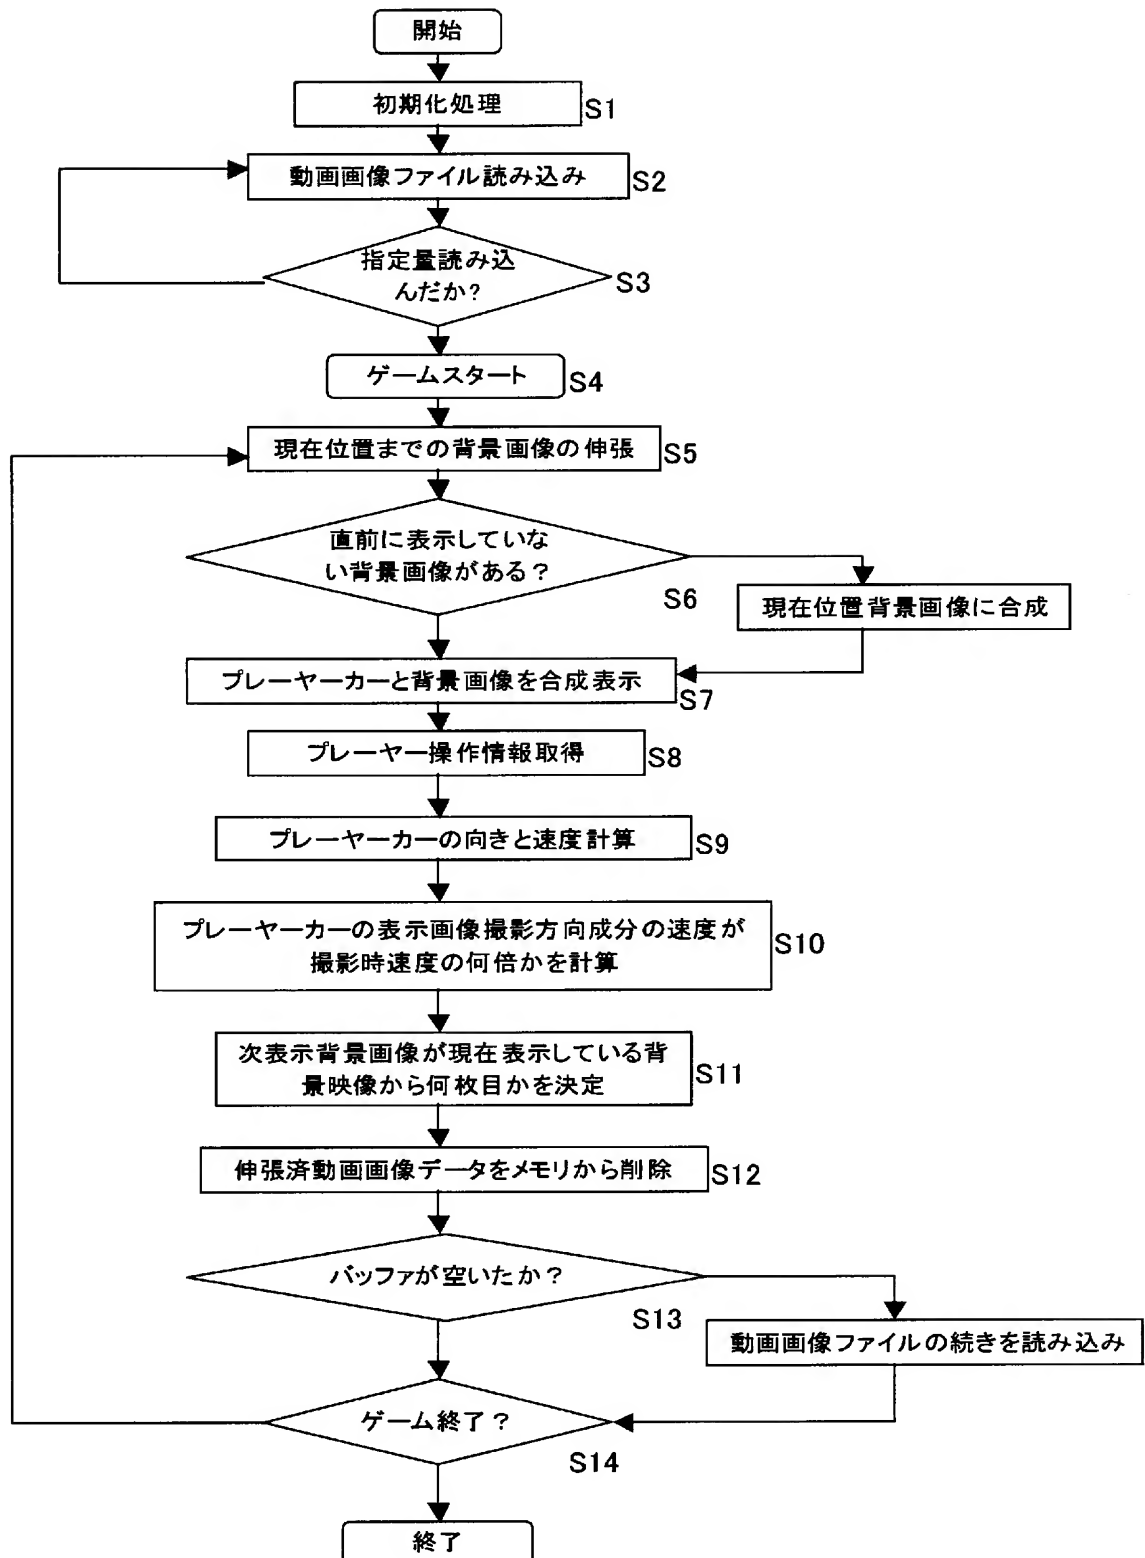 開始
初期化処理
S1
動画画像ファイル読み込み
S2
指定量読み込
んだか?
S3
ゲームスタート
S4
現在位置までの背景画像の伸張
S5
直前に表示していな
い背景画像がある?
S6
現在位置背景画像に合成
プレーヤーカーと背景画像を合成表示
S7
プレーヤー操作情報取得
S8
プレーヤーカーの向きと速度計算
S9
プレーヤーカーの表示画像撮影方向成分の速度が
撮影時速度の何倍かを計算
S10
次表示背景画像が現在表示している背
景映像から何枚目かを決定
S11
伸張済動画画像データをメモリから削除
S12
バッファが空いたか?
S13
動画画像ファイルの続きを読み込み
ゲーム終了?
S14
終了